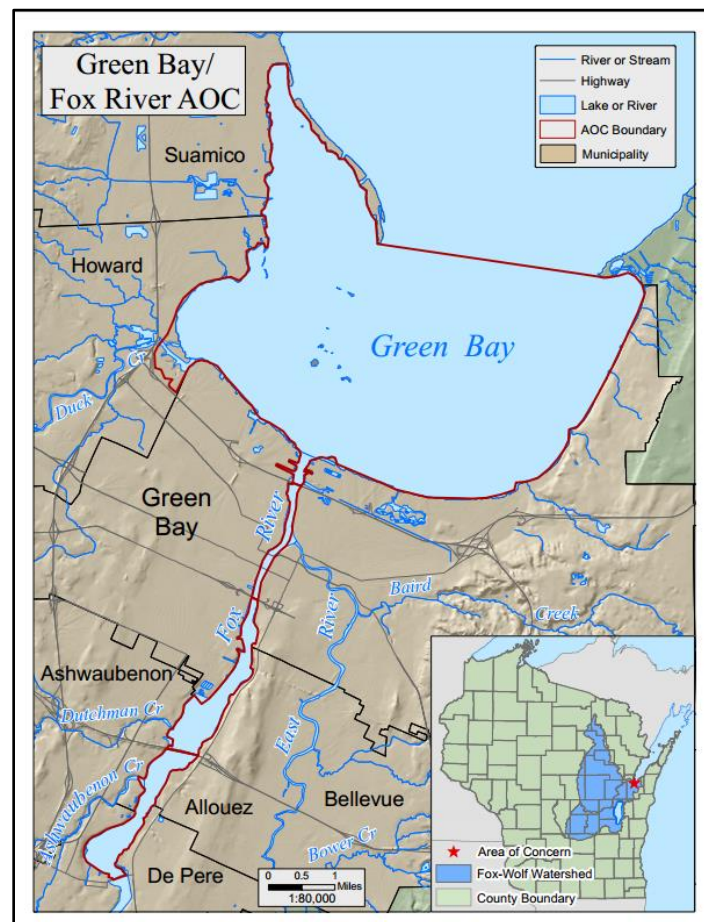 Green Bay/
Fox River AOC
River or Stream
Highway
Lake or River
AOC Boundary
Municipality
Suamico
Howard
Green Bay
Duck Cr
Green
Bay
Fox River
East River
Baird Creek
Ashwaubenon
Dutchman Cr
Ashwaubenon Cr
Allouez
Bellevue
Bower Cr
De Pere
0 0.5 1
Miles
1:80,000
Area of Concern
Fox-Wolf Watershed
County Boundary